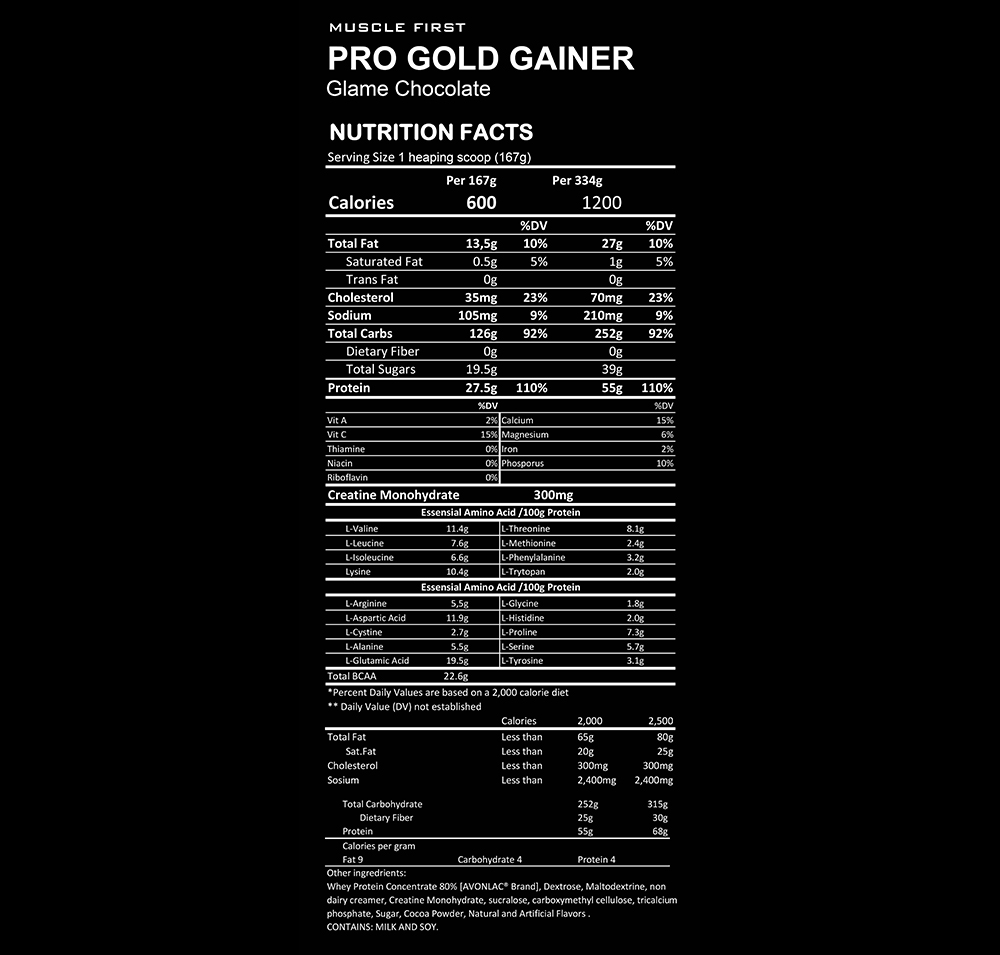 MUSCLE FIRST
PRO GOLD GAINER
Glame Chocolate
NUTRITION FACTS
Serving Size 1 heaping scoop (167g)
Per 167g Per 334g
Calories 600 1200
%DV %DV
Total Fat 13,5g 10% 27g 10%
Saturated Fat 0.5g 5% 1g 5%
Trans Fat 0g 0g
Cholesterol 35mg 23% 70mg 23%
Sodium 105mg 9% 210mg 9%
Total Carbs 126g 92% 252g 92%
Dietary Fiber 0g 0g
Total Sugars 19.5g 39g
Protein 27.5g 110% 55g 110%
%DV %DV
Vit A 2% Calcium 15%
Vit C 15% Magnesium 6%
Thiamine 0% Iron 2%
Niacin 0% Phosporus 10%
Riboflavin 0%
Creatine Monohydrate 300mg
Essensial Amino Acid /100g Protein
L-Valine 11.4g L-Threonine 8.1g
L-Leucine 7.6g L-Methionine 2.4g
L-Isoleucine 6.6g L-Phenylalanine 3.2g
Lysine 10.4g L-Trytopan 2.0g
Essensial Amino Acid /100g Protein
L-Arginine 5,5g L-Glycine 1.8g
L-Aspartic Acid 11.9g L-Histidine 2.0g
L-Cystine 2.7g L-Proline 7.3g
L-Alanine 5.5g L-Serine 5.7g
L-Glutamic Acid 19.5g L-Tyrosine 3.1g
Total BCAA 22.6g
*Percent Daily Values are based on a 2,000 calorie diet
** Daily Value (DV) not established
Calories 2,000 2,500
Total Fat Less than 65g 80g
Sat.Fat Less than 20g 25g
Cholesterol Less than 300mg 300mg
Sosium Less than 2,400mg 2,400mg
Total Carbohydrate 252g 315g
Dietary Fiber 25g 30g
Protein 55g 68g
Calories per gram
Fat 9 Carbohydrate 4 Protein 4
Other ingredients:
Whey Protein Concentrate 80% [AVONLAC® Brand], Dextrose, Maltodextrine, non
dairy creamer, Creatine Monohydrate, sucralose, carboxymethyl cellulose, tricalcium
phosphate, Sugar, Cocoa Powder, Natural and Artificial Flavors .
CONTAINS: MILK AND SOY.